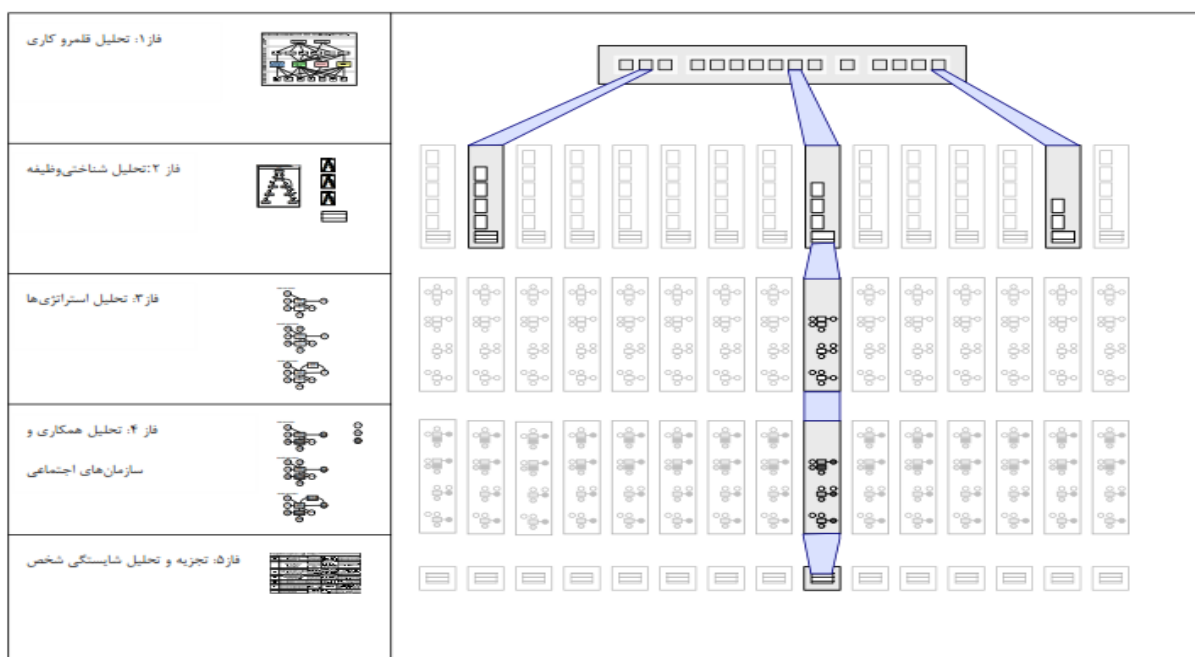 فاز۱: تحلیل قلمرو کاری
فاز ۲:تحلیل شناختی‌وظیفه
فاز۳: تحلیل استراتژی‌ها
فاز ۴: تحلیل همکاری و
سازمان‌های اجتماعی
فاز۵: تجزیه و تحلیل شایستگی شخص